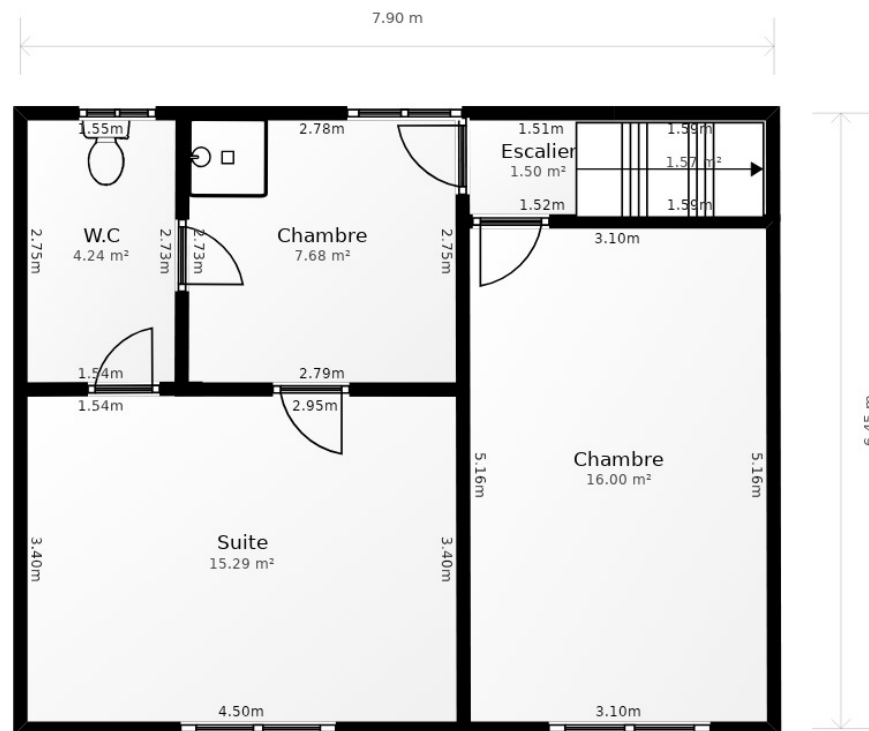 7.90 m
1.55m
2.78m
1.51m
1.59m
Escalier
1.50 m²
1.57 m²
1.52m
1.59m
W.C
4.24 m²
2.75m
2.73m
2.73m
Chambre
7.68 m²
2.75m
3.10m
1.54m
2.79m
1.54m
2.95m
6.45 m
Chambre
16.00 m²
5.16m
5.16m
Suite
15.29 m²
3.40m
3.40m
4.50m
3.10m